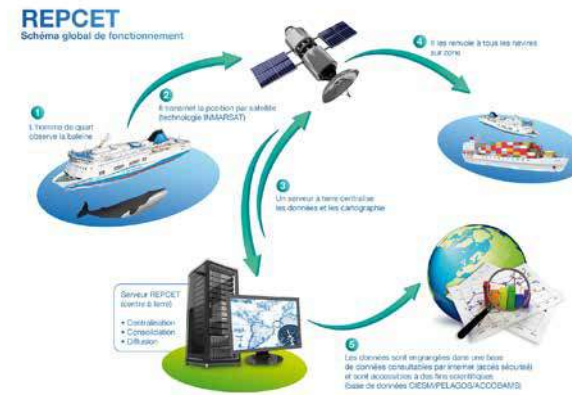 REPCET
Schéma global de fonctionnement
1
L'homme de quart
observe la baleine
2
Il transmet la position par satellite
(technologie INMARSAT)
3
Un serveur à terre centralise
les données et les cartographie
4
Il les renvoie à tous les navires
sur zone
Serveur REPCET
(centre à terre)
• Centralisation
• Consolidation
• Diffusion
5
Les données sont engrangées dans une base
de données consultables par internet (accès sécurisé)
et sont accessibles à des fins scientifiques
(base de données CIESM/PELAGOS/ACCOBAMS)